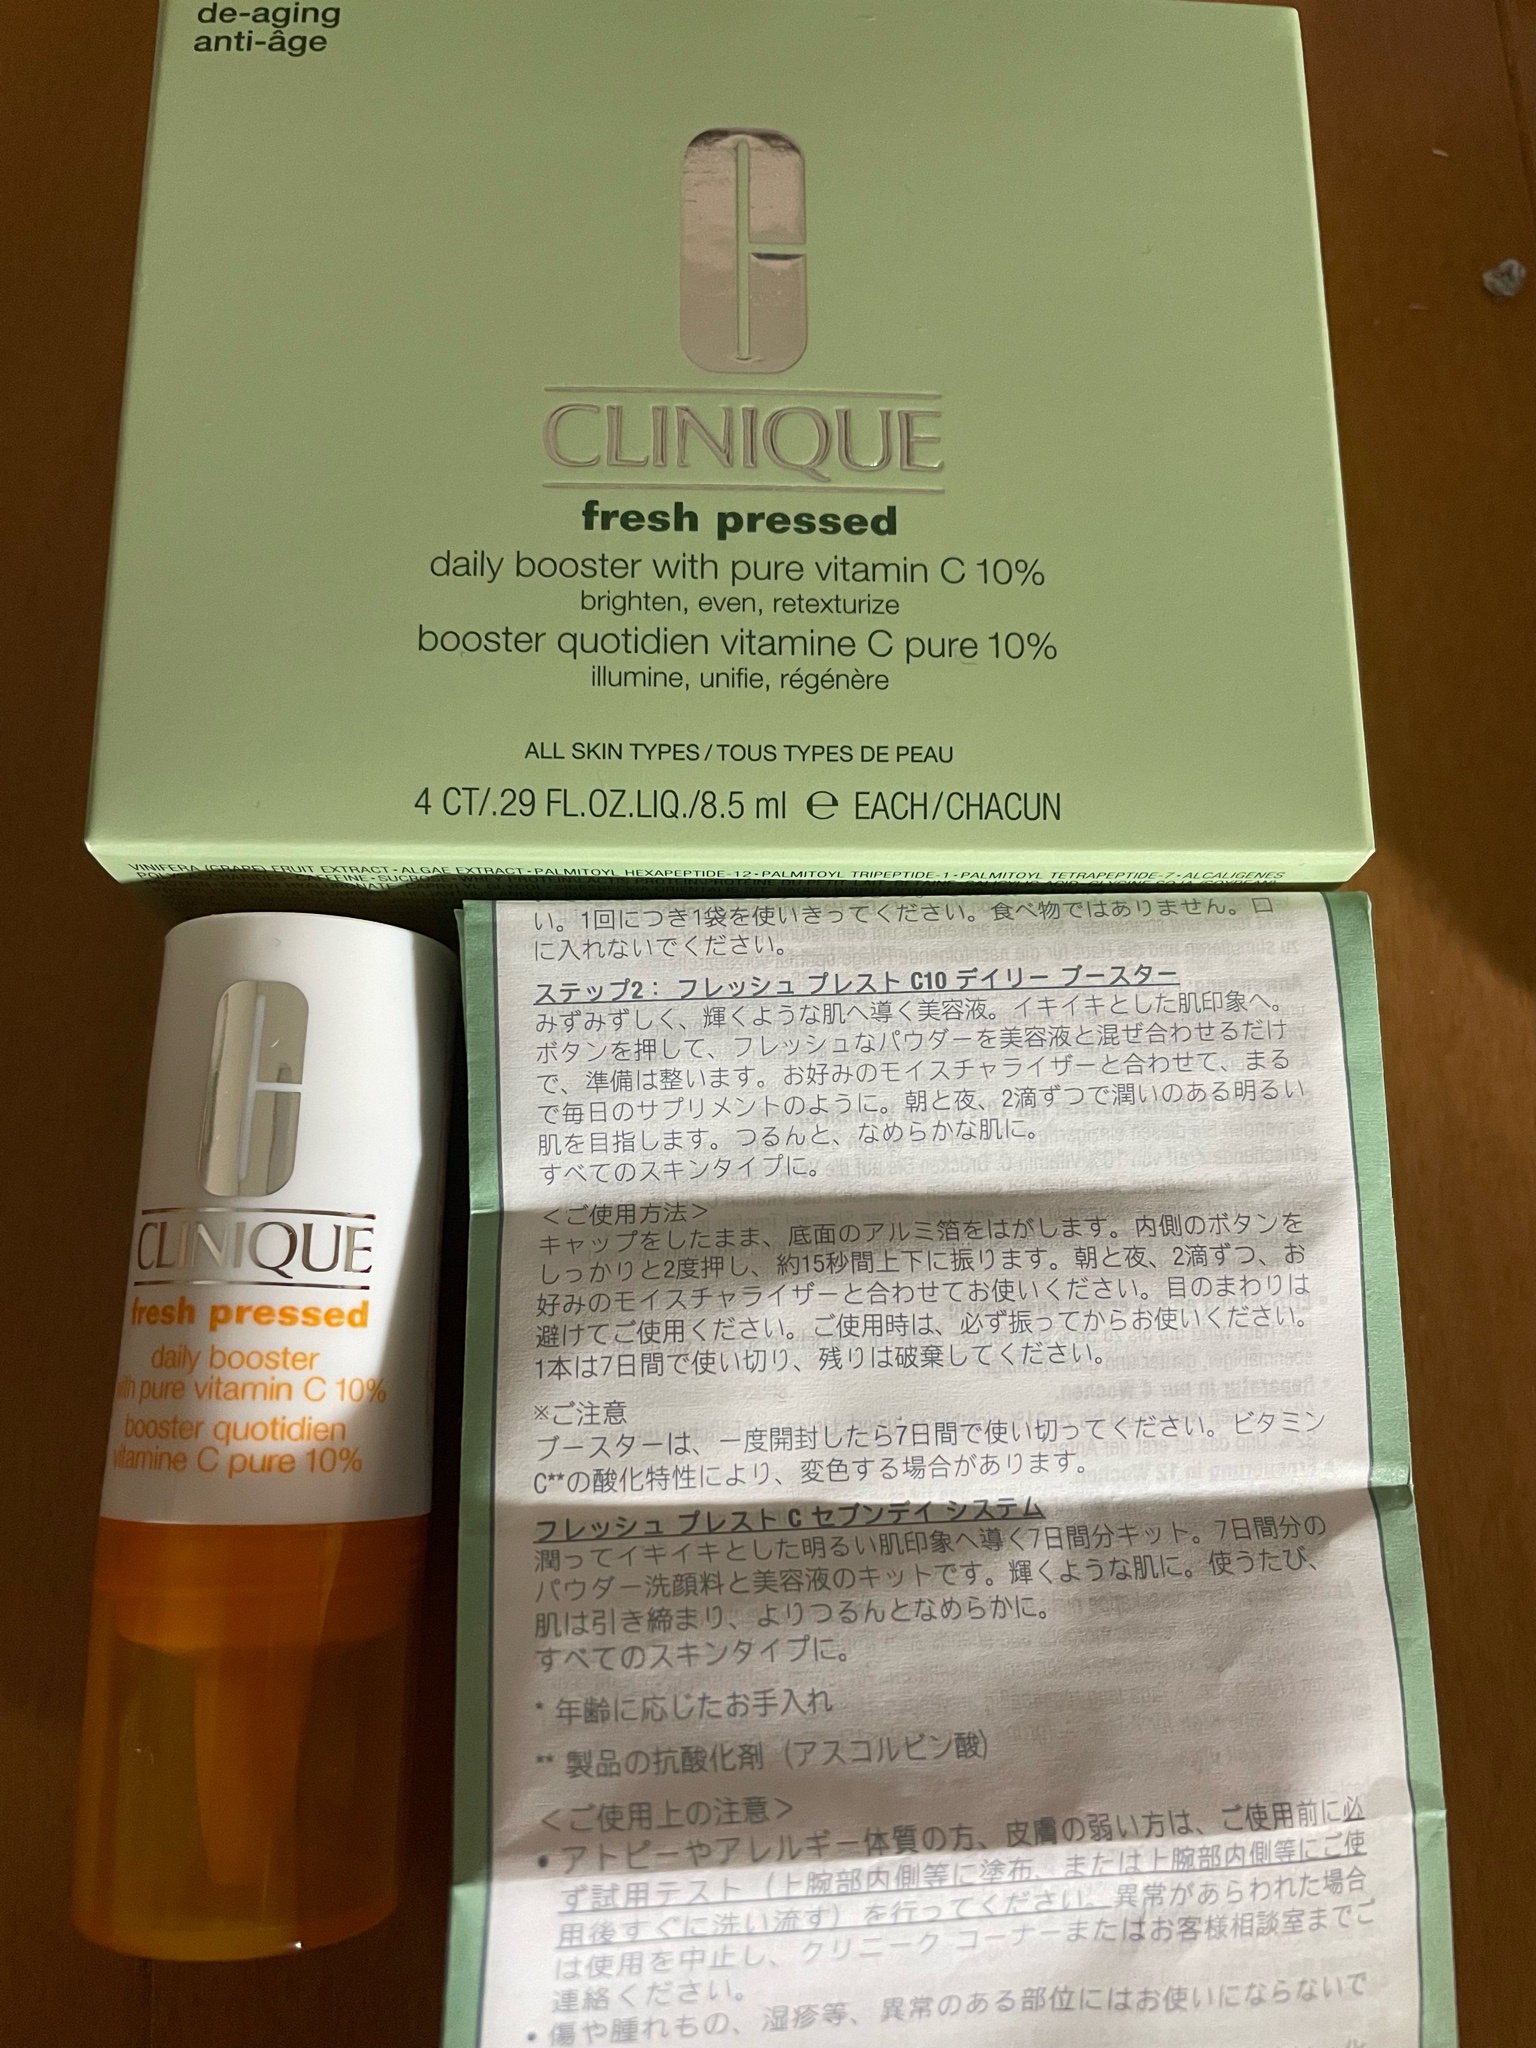 de-aging
anti-âge
CLINIQUE
fresh pressed
daily booster with pure vitamin C 10%
brighten, even, retexturize
booster quotidien vitamine C pure 10%
illumine, unifie, régénère
ALL SKIN TYPES / TOUS TYPES DE PEAU
4 CT/.29 FL.OZ.LIQ./8.5 ml ℮ EACH/CHACUN
VINIFERA (GRAPE) FRUIT EXTRACT • ALGAE EXTRACT • PALMITOYL HEXAPEPTIDE-12 • PALMITOYL TRIPEPTIDE-1 • PALMITOYL TETRAPEPTIDE-7 • ALCALIGENES
CLINIQUE
fresh pressed
daily booster
with pure vitamin C 10%
booster quotidien
vitamine C pure 10%
い。1回につき1袋を使いきってください。食べ物ではありません。口
に入れないでください。
ステップ2： フレッシュ プレスト C10 デイリー ブースター
みずみずしく、輝くような肌へ導く美容液。イキイキとした肌印象へ。
ボタンを押して、フレッシュなパウダーを美容液と混ぜ合わせるだけ
で、準備は整います。お好みのモイスチャライザーと合わせて、まる
で毎日のサプリメントのように。朝と夜、2滴ずつで潤いのある明るい
肌を目指します。つるんと、なめらかな肌に。
すべてのスキンタイプに。
＜ご使用方法＞
キャップをしたまま、底面のアルミ箔をはがします。内側のボタンを
しっかりと2度押し、約15秒間上下に振ります。朝と夜、2滴ずつ、お
好みのモイスチャライザーと合わせてお使いください。目のまわりは
避けてご使用ください。ご使用時は、必ず振ってからお使いください。
1本は7日間で使い切り、残りは破棄してください。
※ご注意
ブースターは、一度開封したら7日間で使い切ってください。ビタミン
C**の酸化特性により、変色する場合があります。
フレッシュ プレスト C セブンデイ システム
潤ってイキイキとした明るい肌印象へ導く7日間分キット。7日間分の
パウダー洗顔料と美容液のキットです。輝くような肌に。使うたび、
肌は引き締まり、よりつるんとなめらかに。
すべてのスキンタイプに。
* 年齢に応じたお手入れ
** 製品の抗酸化剤（アスコルビン酸）
＜ご使用上の注意＞
• アトピーやアレルギー体質の方、皮膚の弱い方は、ご使用前に必
ず試用テスト（上腕部内側等に塗布、または上腕部内側等にご使
用後すぐに洗い流す）を行ってください。異常があらわれた場合
は使用を中止し、クリニーク コーナーまたはお客様相談室までご
連絡ください。
• 傷や腫れもの、湿疹等、異常のある部位にはお使いにならないで